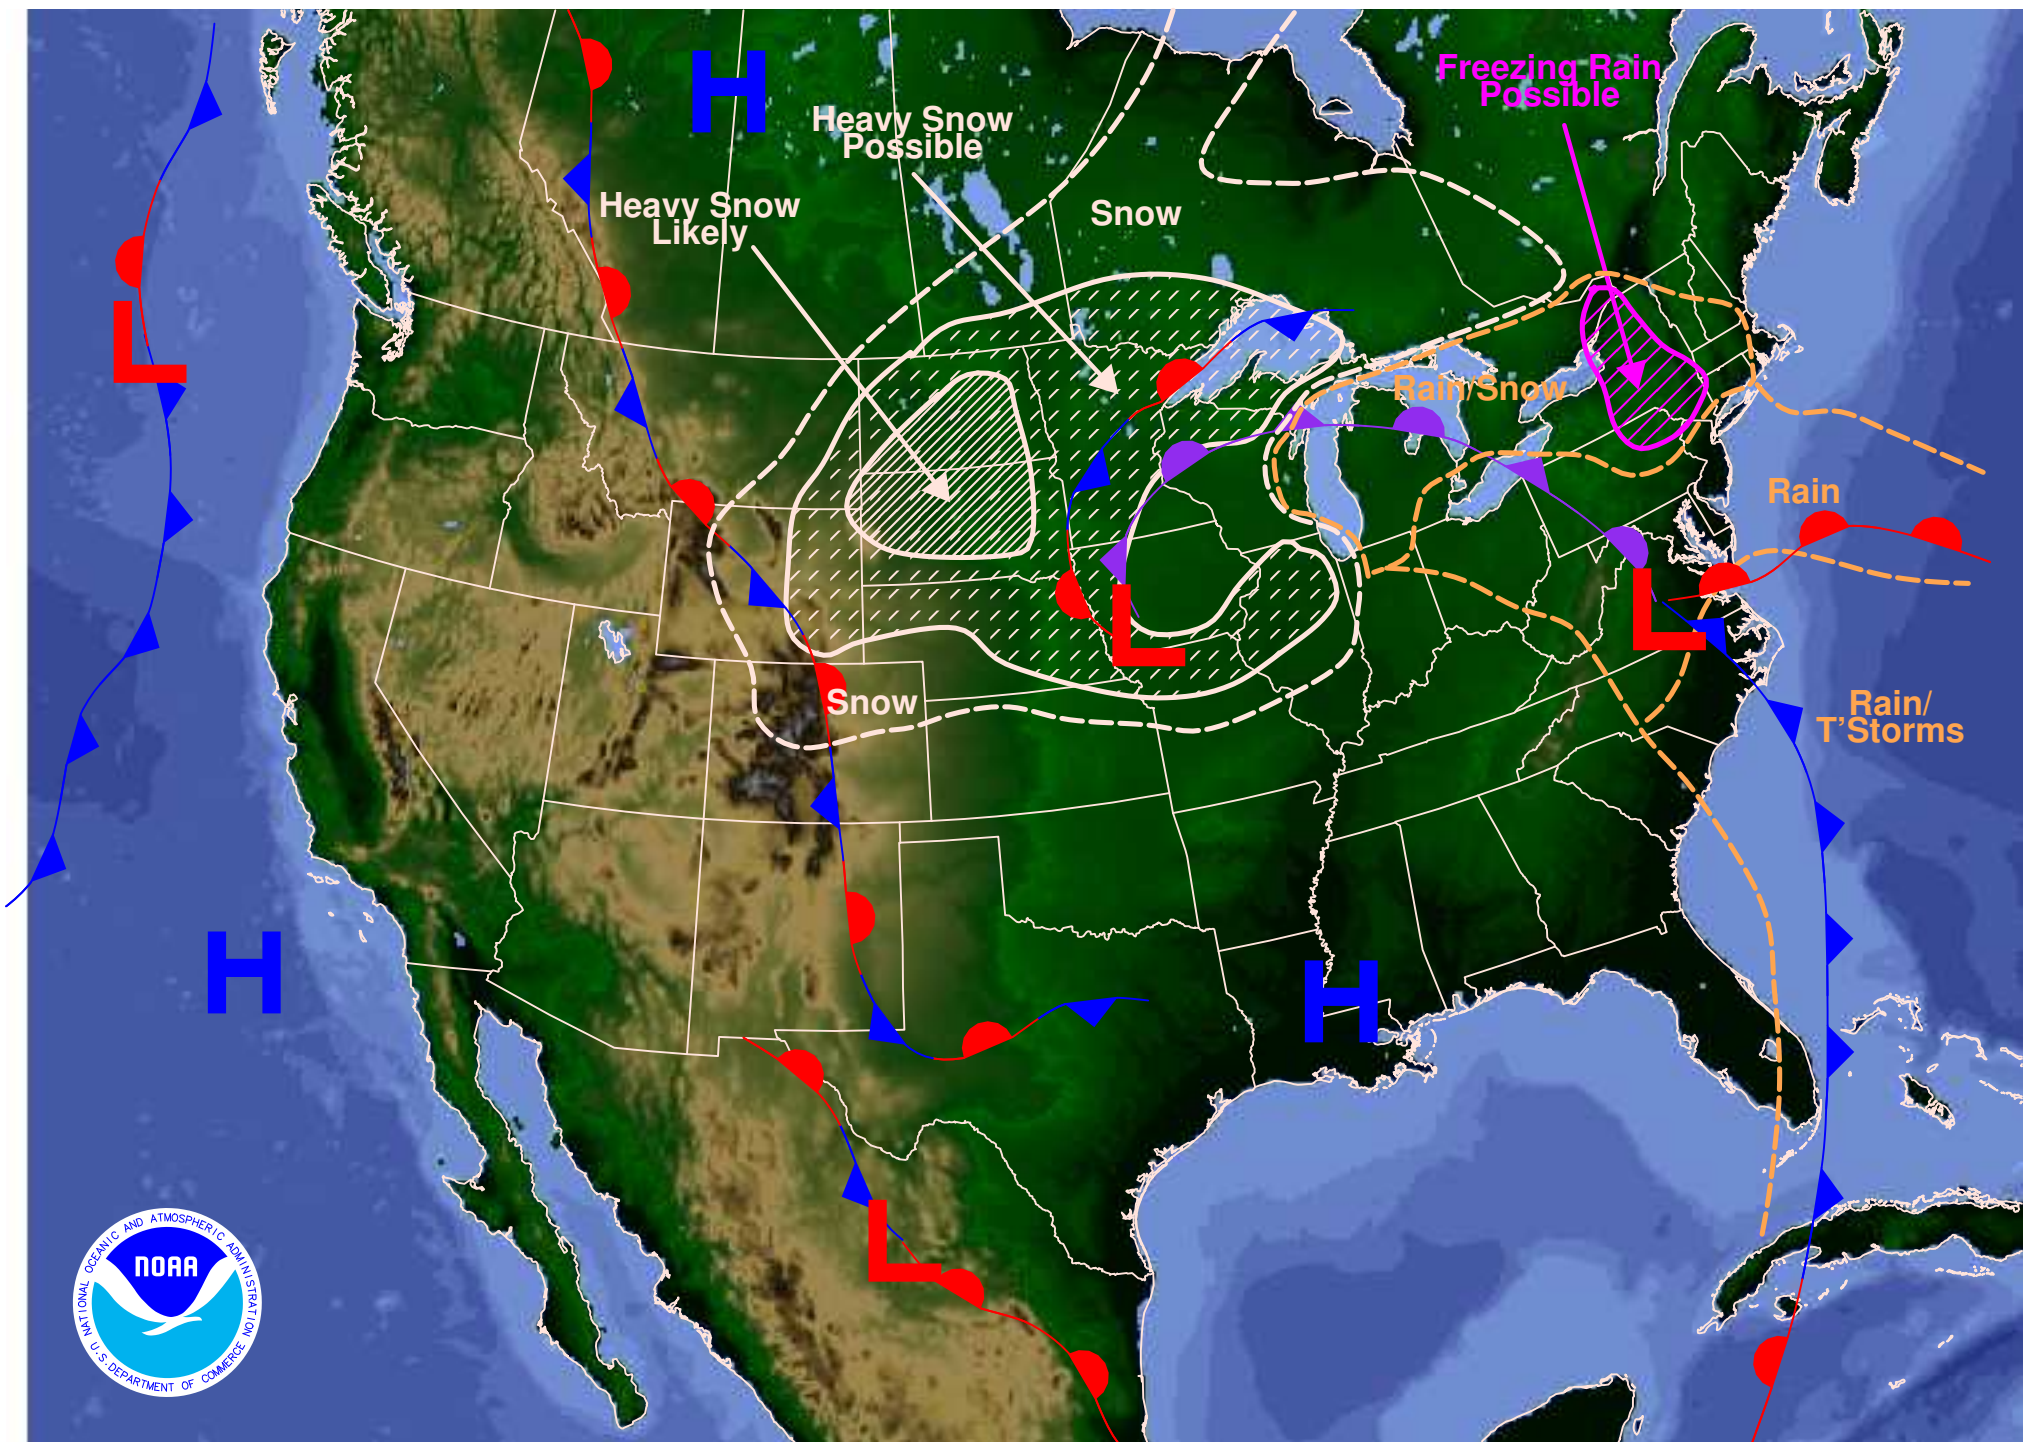 H
Freezing Rain
Possible
Heavy Snow
Possible
Heavy Snow
Likely
Snow
L
Rain/Snow
Rain
L
L
Snow
Rain/
T'Storms
H
H
L
NATIONAL OCEANIC AND ATMOSPHERIC ADMINISTRATION
NOAA
U.S. DEPARTMENT OF COMMERCE